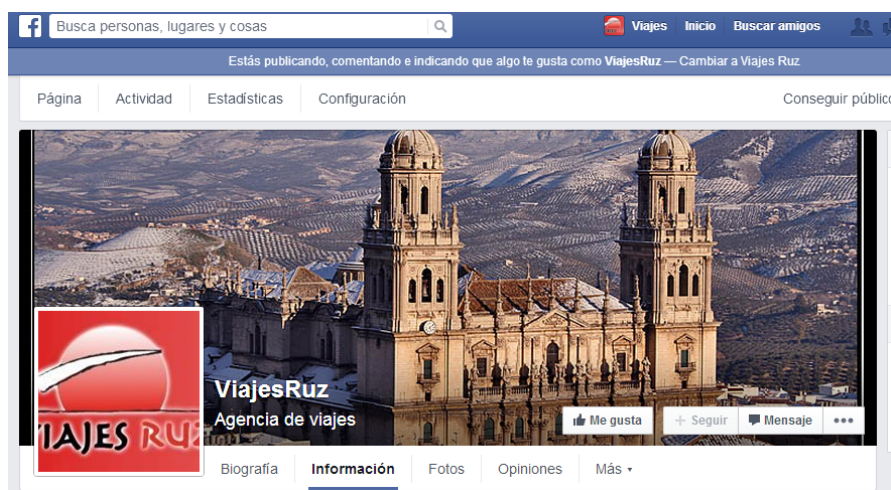 Busca personas, lugares y cosas
Viajes Inicio Buscar amigos
Estás publicando, comentando e indicando que algo te gusta como ViajesRuz — Cambiar a Viajes Ruz
Página Actividad Estadísticas Configuración Conseguir público
VIAJES RUZ
ViajesRuz
Agencia de viajes
Me gusta + Seguir Mensaje
Biografía Información Fotos Opiniones Más